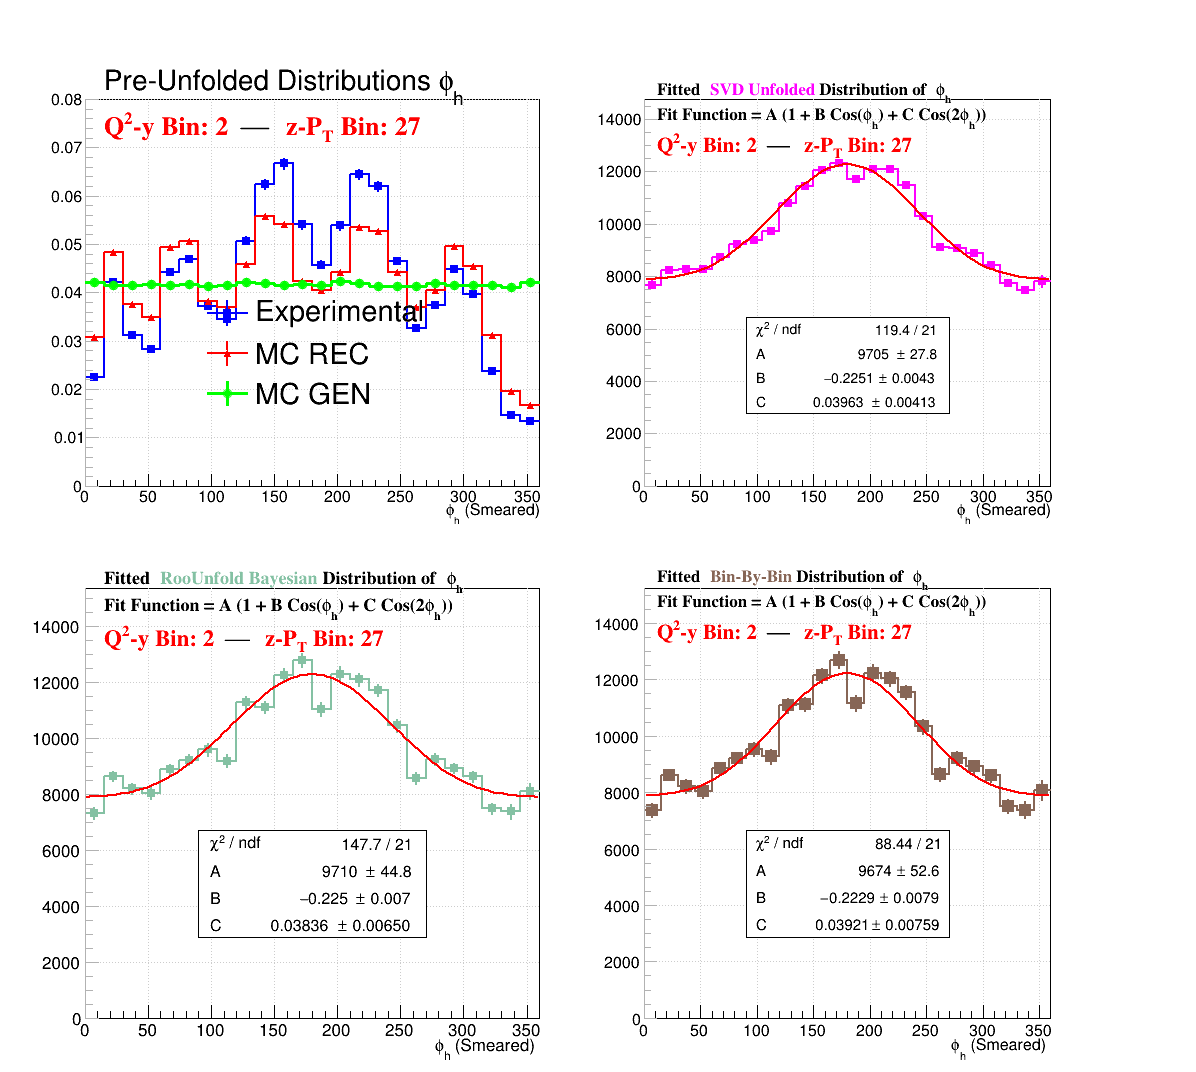 Pre-Unfolded Distributions ϕh
Q²-y Bin: 2 — z-PT Bin: 27
0.08
0.07
0.06
0.05
0.04
0.03
0.02
0.01
0
Experimental
MC REC
MC GEN
0 50 100 150 200 250 300 350
ϕh (Smeared)
Fitted SVD Unfolded Distribution of ϕh
Fit Function = A (1 + B Cos(ϕh) + C Cos(2ϕh))
Q²-y Bin: 2 — z-PT Bin: 27
14000
12000
10000
8000
6000
4000
2000
0
χ² / ndf 119.4 / 21
A 9705 ± 27.8
B −0.2251 ± 0.0043
C 0.03963 ± 0.00413
0 50 100 150 200 250 300 350
ϕh (Smeared)
Fitted RooUnfold Bayesian Distribution of ϕh
Fit Function = A (1 + B Cos(ϕh) + C Cos(2ϕh))
Q²-y Bin: 2 — z-PT Bin: 27
14000
12000
10000
8000
6000
4000
2000
0
χ² / ndf 147.7 / 21
A 9710 ± 44.8
B −0.225 ± 0.007
C 0.03836 ± 0.00650
0 50 100 150 200 250 300 350
ϕh (Smeared)
Fitted Bin-By-Bin Distribution of ϕh
Fit Function = A (1 + B Cos(ϕh) + C Cos(2ϕh))
Q²-y Bin: 2 — z-PT Bin: 27
14000
12000
10000
8000
6000
4000
2000
0
χ² / ndf 88.44 / 21
A 9674 ± 52.6
B −0.2229 ± 0.0079
C 0.03921 ± 0.00759
0 50 100 150 200 250 300 350
ϕh (Smeared)